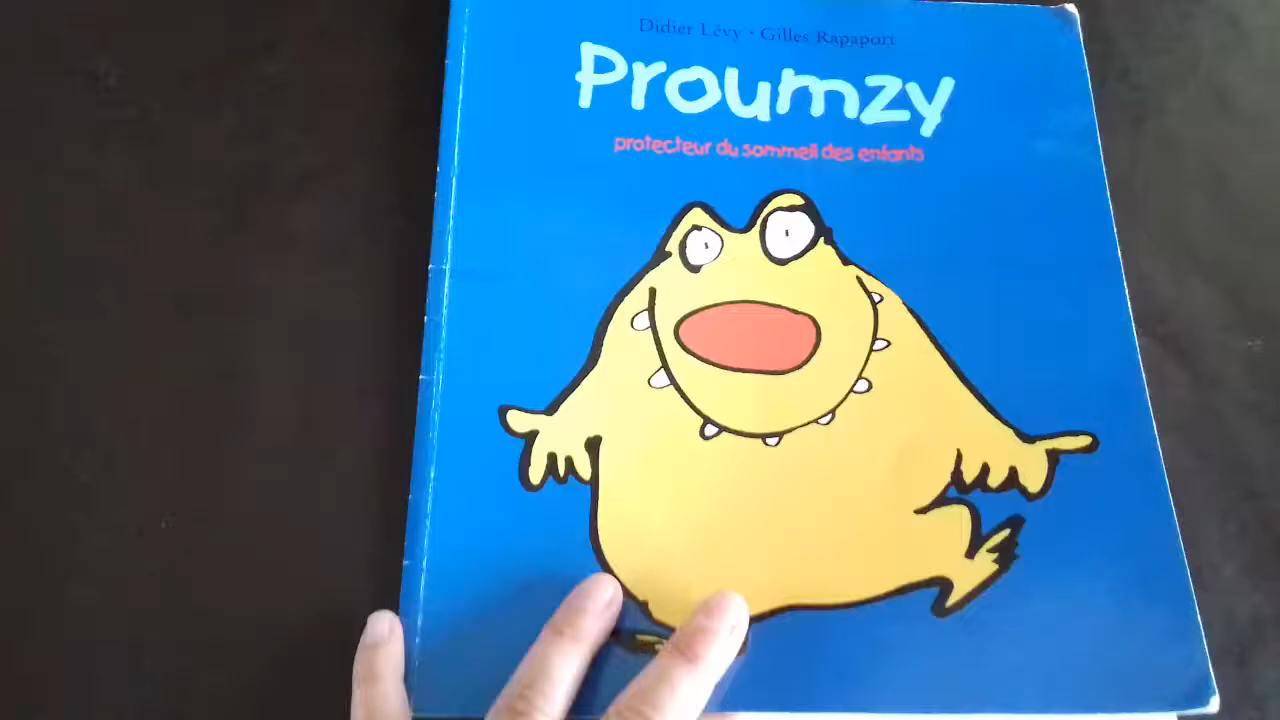 Didier Lévy • Gilles Rapaport
Proumzy
protecteur du sommeil des enfants